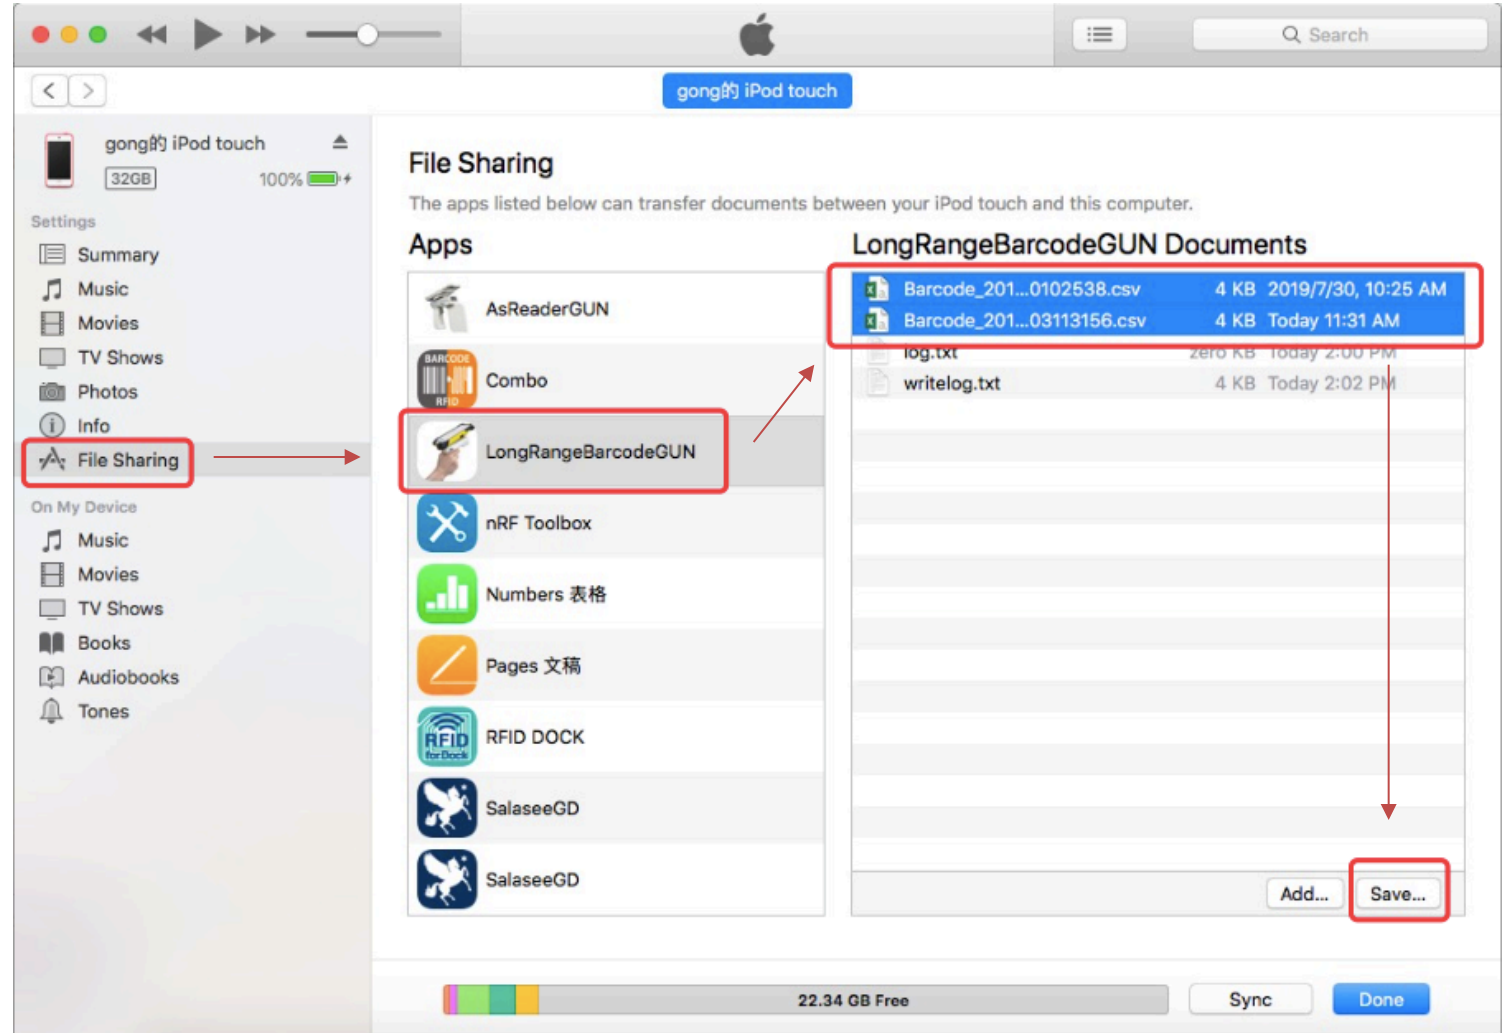 Search
gong的 iPod touch
gong的 iPod touch
32GB
100%
Settings
Summary
Music
Movies
TV Shows
Photos
Info
File Sharing
On My Device
Music
Movies
TV Shows
Books
Audiobooks
Tones
File Sharing
The apps listed below can transfer documents between your iPod touch and this computer.
Apps
AsReaderGUN
BARCODE
RFID
Combo
LongRangeBarcodeGUN
nRF Toolbox
Numbers 表格
Pages 文稿
RFID
for Dock
RFID DOCK
SalaseeGD
SalaseeGD
LongRangeBarcodeGUN Documents
Barcode_201...0102538.csv 4 KB 2019/7/30, 10:25 AM
Barcode_201...03113156.csv 4 KB Today 11:31 AM
log.txt zero KB Today 2:00 PM
writelog.txt 4 KB Today 2:02 PM
Add...
Save...
22.34 GB Free
Sync
Done